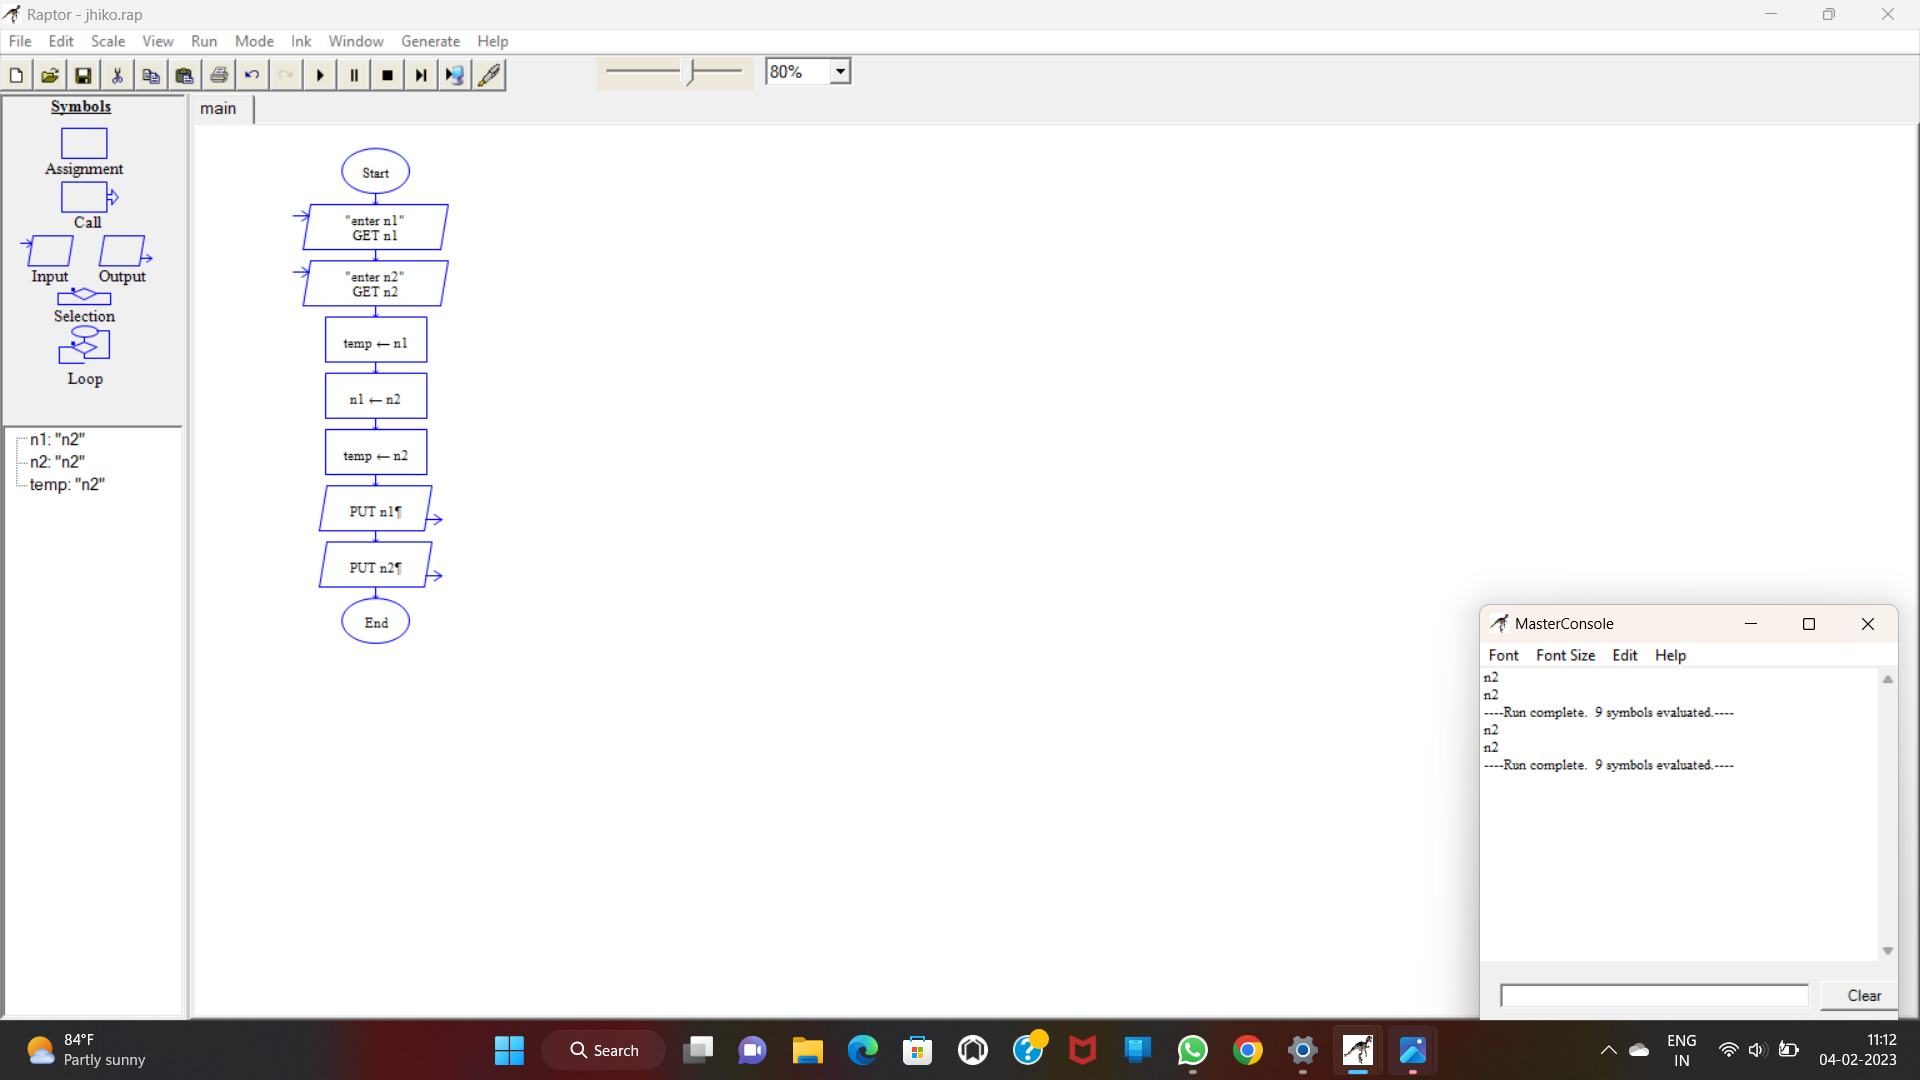 Raptor - jhiko.rap
File Edit Scale View Run Mode Ink Window Generate Help
80%
Symbols
Assignment
Call
Input Output
Selection
Loop
n1: "n2"
n2: "n2"
temp: "n2"
main
Start
"enter n1"
GET n1
"enter n2"
GET n2
temp ← n1
n1 ← n2
temp ← n2
PUT n1¶
PUT n2¶
End
MasterConsole
Font Font Size Edit Help
n2
n2
----Run complete. 9 symbols evaluated.----
n2
n2
----Run complete. 9 symbols evaluated.----
Clear
84°F
Partly sunny
Search
ENG
IN
11:12
04-02-2023